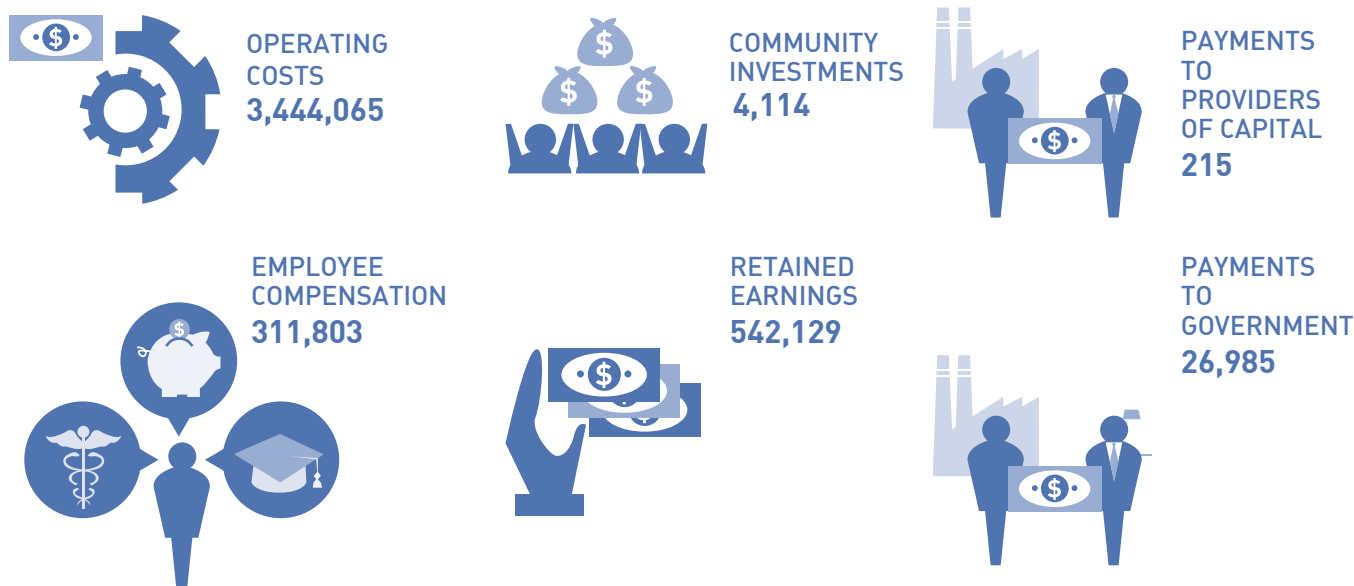 OPERATING
COSTS
3,444,065
COMMUNITY
INVESTMENTS
4,114
PAYMENTS
TO
PROVIDERS
OF CAPITAL
215
EMPLOYEE
COMPENSATION
311,803
RETAINED
EARNINGS
542,129
PAYMENTS
TO
GOVERNMENT
26,985
$
$
$
$
$
$
$
$